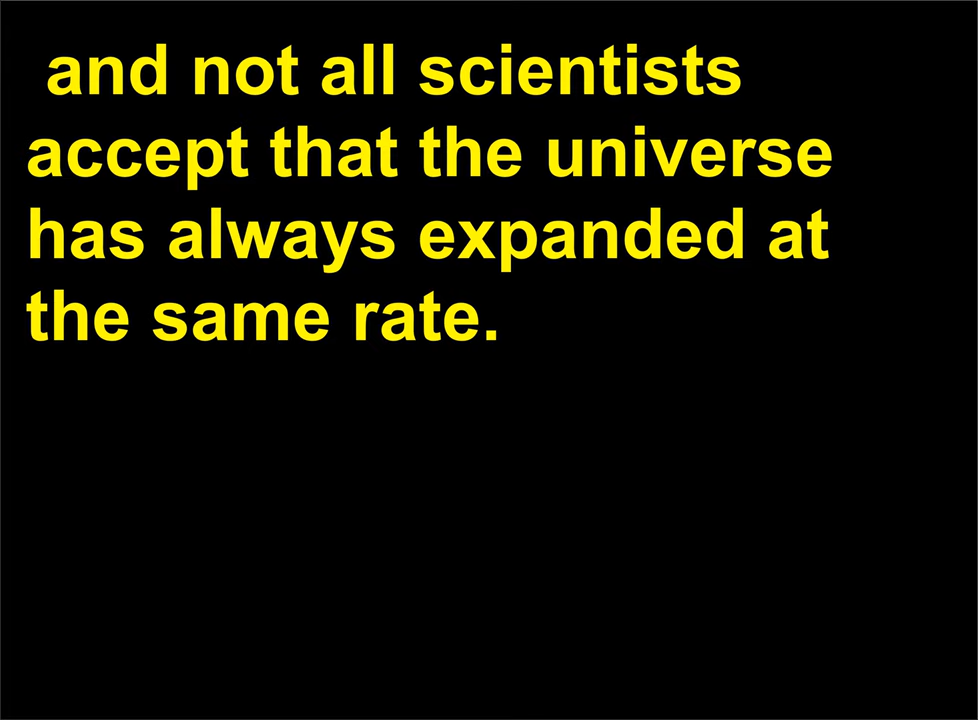 and not all scientists
accept that the universe
has always expanded at
the same rate.